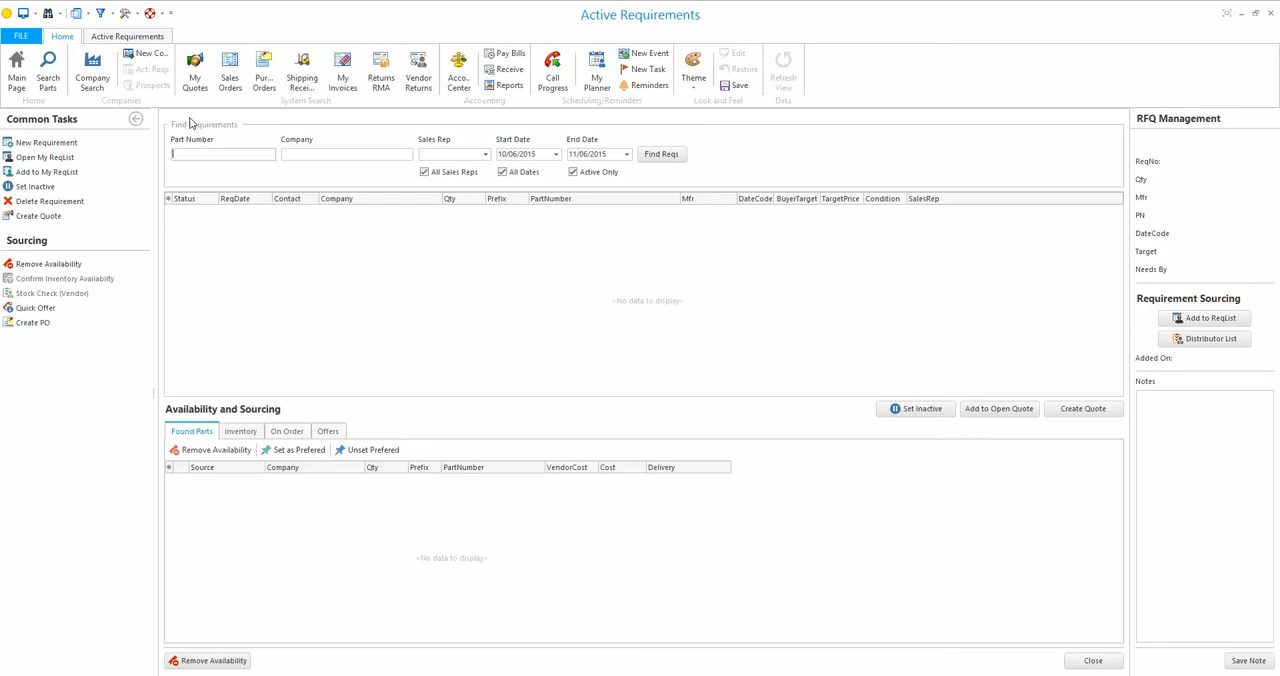 Active Requirements
FILE Home Active Requirements
Main Page
Search Parts
Home
Company Search
New Co...
Act. Reqs
Prospects
Companies
My Quotes
Sales Orders
Pur... Orders
Shipping Recei...
My Invoices
Returns RMA
Vendor Returns
System Search
Acco... Center
Pay Bills
Receive
Reports
Accounting
Call Progress
My Planner
New Event
New Task
Reminders
Scheduling/Reminders
Theme
Edit
Restore
Save
Look and Feel
Refresh View
Data
Common Tasks
New Requirement
Open My ReqList
Add to My ReqList
Set Inactive
Delete Requirement
Create Quote
Sourcing
Remove Availability
Confirm Inventory Availability
Stock Check (Vendor)
Quick Offer
Create PO
Find Requirements
Part Number Company Sales Rep Start Date End Date
10/06/2015 11/06/2015 Find Reqs
All Sales Reps All Dates Active Only
Status ReqDate Contact Company Qty Prefix PartNumber Mfr DateCode BuyerTarget TargetPrice Condition SalesRep
<No data to display>
Availability and Sourcing Set Inactive Add to Open Quote Create Quote
Found Parts Inventory On Order Offers
Remove Availability Set as Prefered Unset Prefered
Source Company Qty Prefix PartNumber VendorCost Cost Delivery
<No data to display>
Remove Availability Close
RFQ Management
ReqNo:
Qty
Mfr
PN
DateCode
Target
Needs By
Requirement Sourcing
Add to ReqList
Distributor List
Added On:
Notes
Save Note